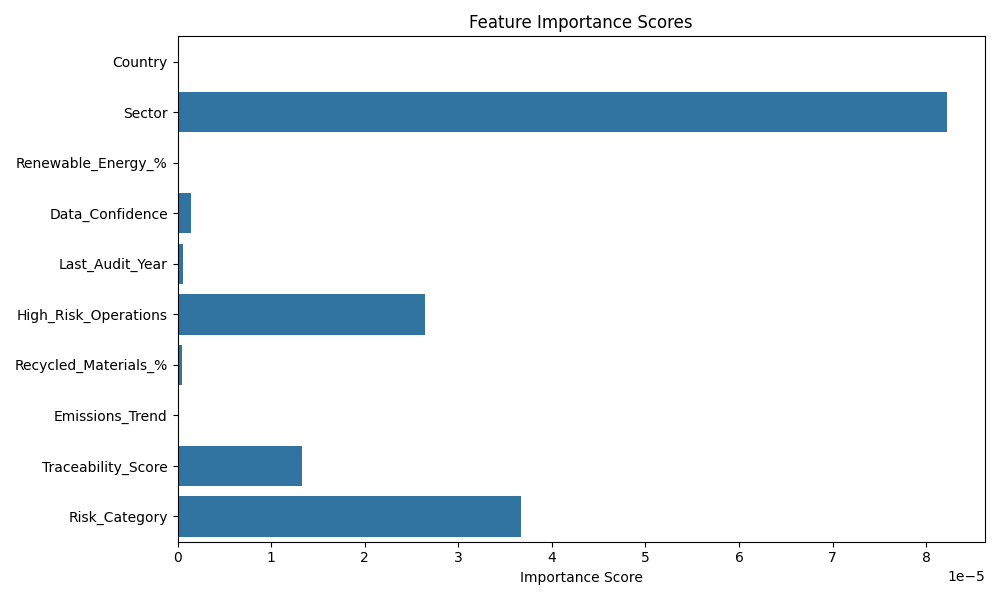 Feature Importance Scores
Country
Sector
Renewable_Energy_%
Data_Confidence
Last_Audit_Year
High_Risk_Operations
Recycled_Materials_%
Emissions_Trend
Traceability_Score
Risk_Category
0 1 2 3 4 5 6 7 8
1e−5
Importance Score